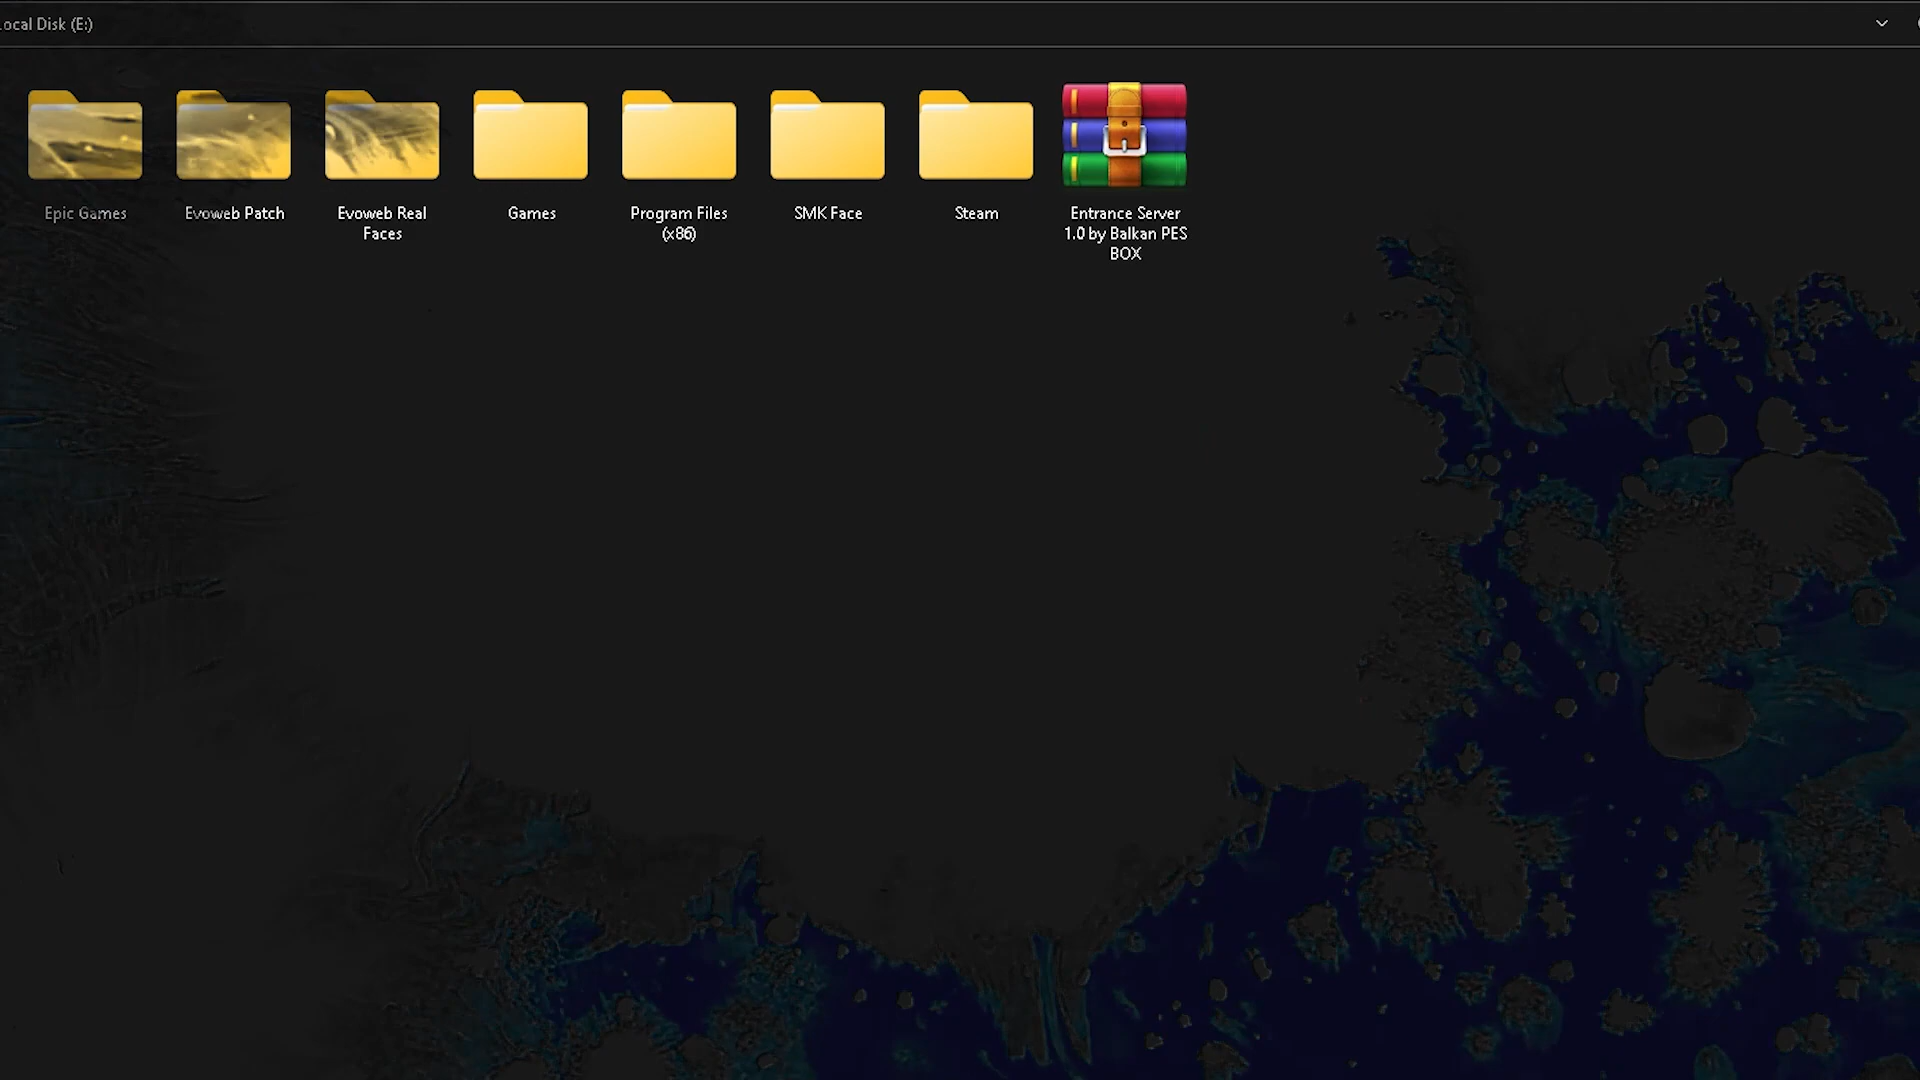 Local Disk (E:)
Epic Games
Evoweb Patch
Evoweb Real
Faces
Games
Program Files
(x86)
SMK Face
Steam
Entrance Server
1.0 by Balkan PES
BOX